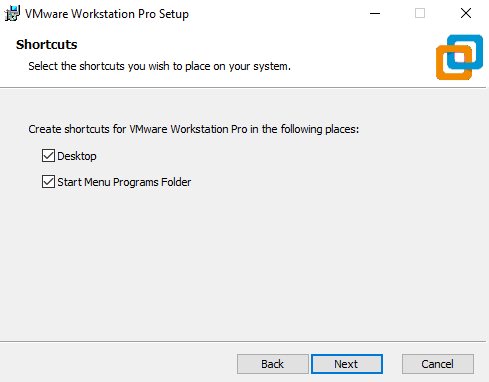 VMware Workstation Pro Setup
Shortcuts
Select the shortcuts you wish to place on your system.
Create shortcuts for VMware Workstation Pro in the following places:
Desktop
Start Menu Programs Folder
Back Next Cancel